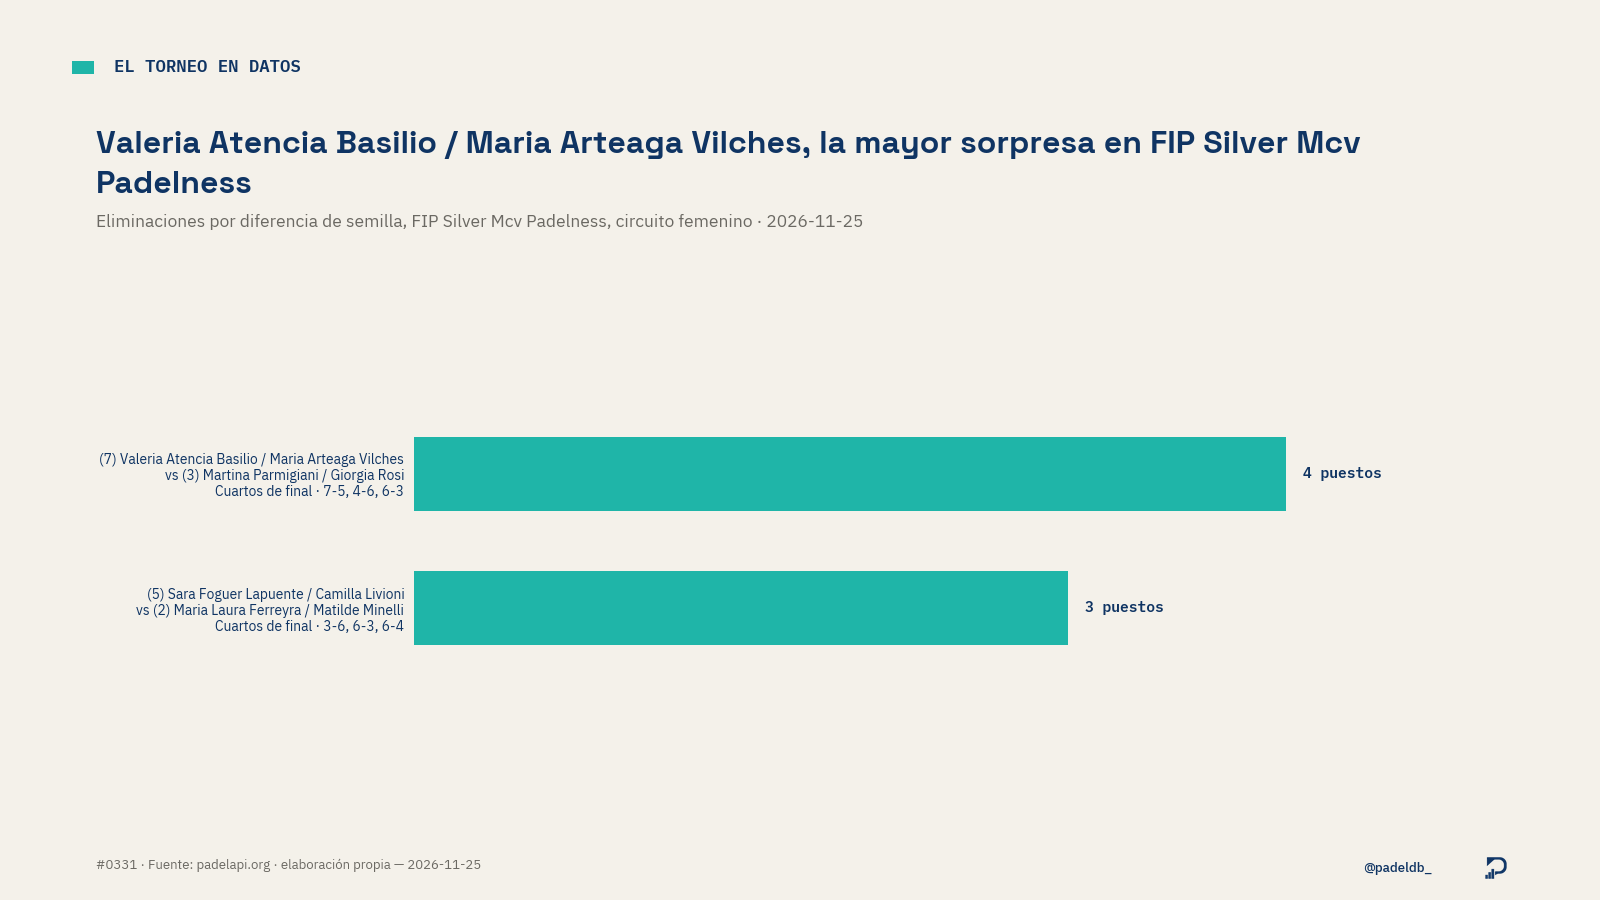 EL TORNEO EN DATOS
Valeria Atencia Basilio / Maria Arteaga Vilches, la mayor sorpresa en FIP Silver Mcv
Padelness
Eliminaciones por diferencia de semilla, FIP Silver Mcv Padelness, circuito femenino · 2026-11-25
(7) Valeria Atencia Basilio / Maria Arteaga Vilches
vs (3) Martina Parmigiani / Giorgia Rosi
Cuartos de final · 7-5, 4-6, 6-3
4 puestos
(5) Sara Foguer Lapuente / Camilla Livioni
vs (2) Maria Laura Ferreyra / Matilde Minelli
Cuartos de final · 3-6, 6-3, 6-4
3 puestos
#0331 · Fuente: padelapi.org · elaboración propia — 2026-11-25
@padeldb_